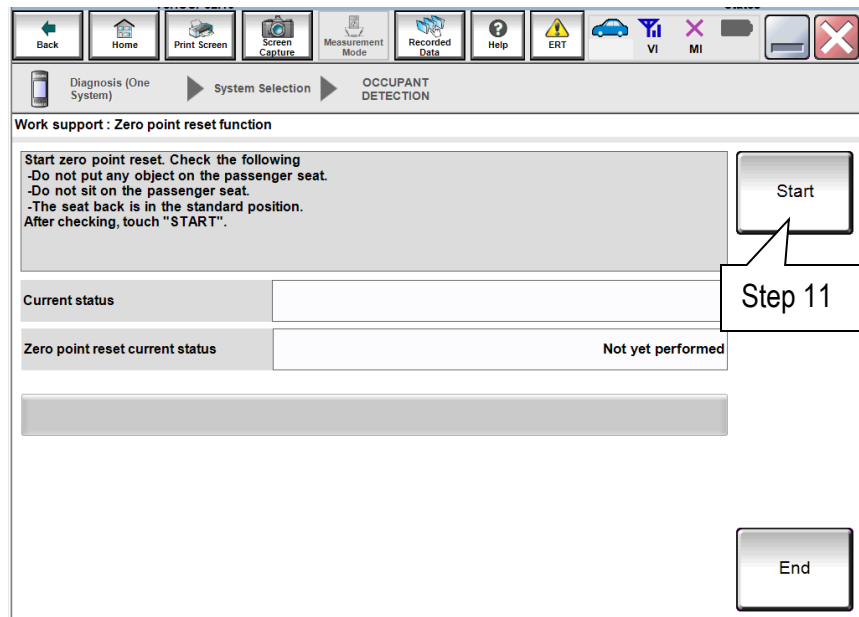 Back
Home
Print Screen
Screen
Capture
Measurement
Mode
Recorded
Data
Help
ERT
VI
MI
Diagnosis (One
System)
System Selection
OCCUPANT
DETECTION
Work support : Zero point reset function
Start zero point reset. Check the following
-Do not put any object on the passenger seat.
-Do not sit on the passenger seat.
-The seat back is in the standard position.
After checking, touch "START".
Start
Step 11
Current status
Zero point reset current status
Not yet performed
End